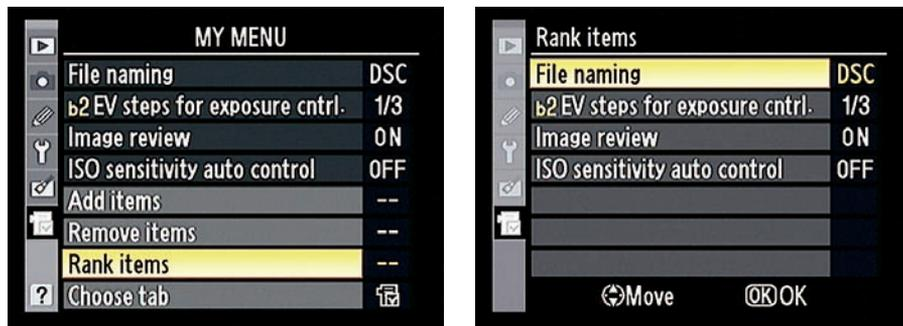 MY MENU
File naming DSC
b2 EV steps for exposure cntrl. 1/3
Image review ON
ISO sensitivity auto control OFF
Add items --
Remove items --
Rank items --
? Choose tab
Rank items
File naming DSC
b2 EV steps for exposure cntrl. 1/3
Image review ON
ISO sensitivity auto control OFF
Move OK OK